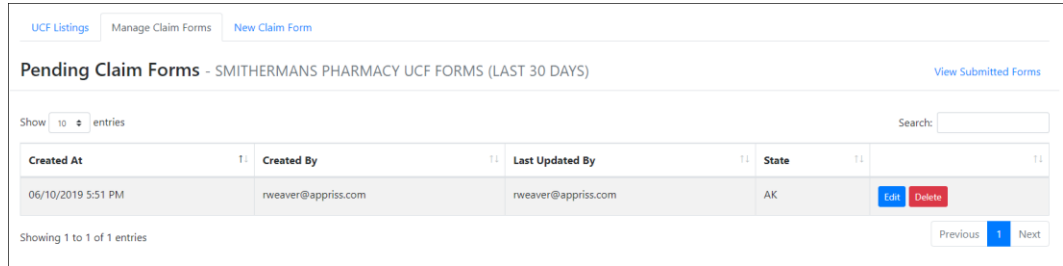 UCF Listings Manage Claim Forms New Claim Form
Pending Claim Forms - SMITHERMANS PHARMACY UCF FORMS (LAST 30 DAYS) View Submitted Forms
Show 10 entries Search:
Created At Created By Last Updated By State
06/10/2019 5:51 PM rweaver@appriss.com rweaver@appriss.com AK Edit Delete
Showing 1 to 1 of 1 entries Previous 1 Next